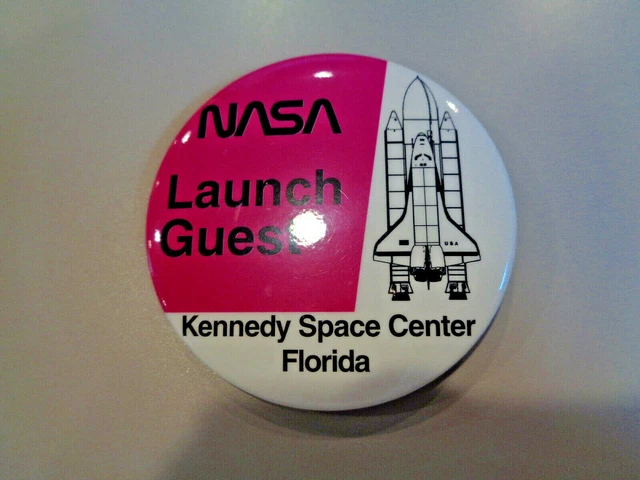 NASA
Launch
Guest
USA
Kennedy Space Center
Florida